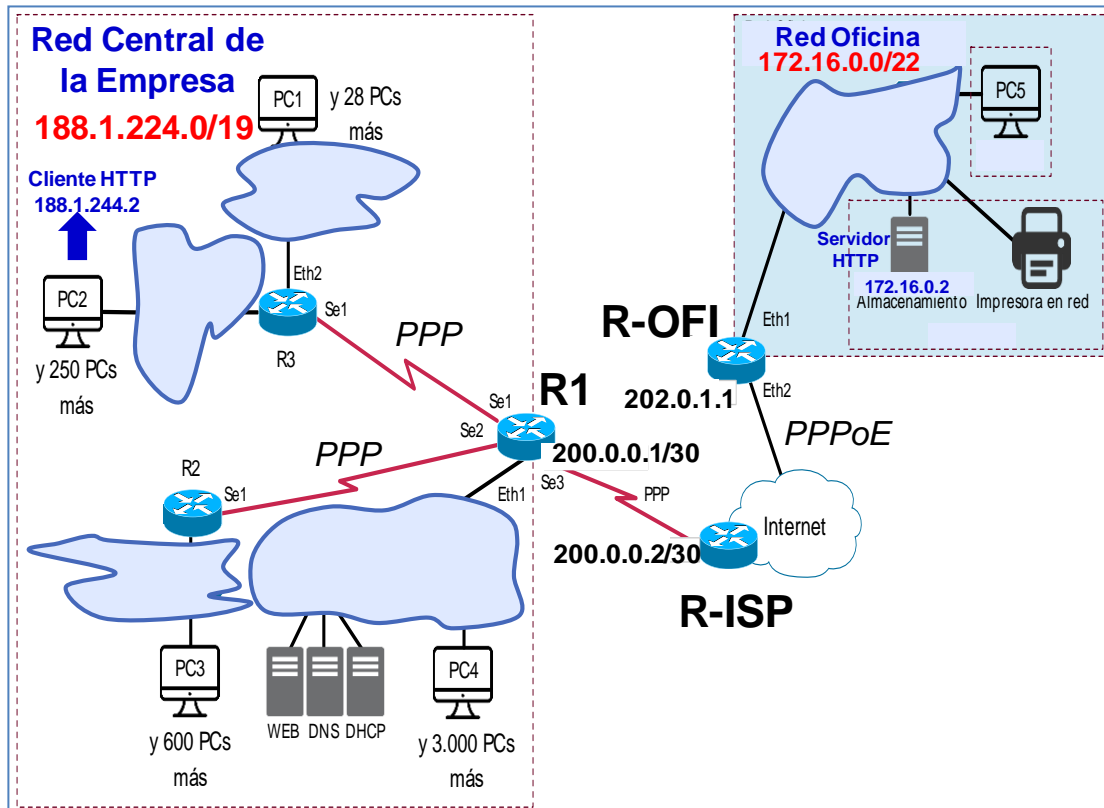 Red Central de
la Empresa
188.1.224.0/19
PC1
y 28 PCs
más
Cliente HTTP
188.1.244.2
Eth2
PC2
Se1
R3
y 250 PCs
más
PPP
Red Oficina
172.16.0.0/22
PC5
Servidor
HTTP
172.16.0.2
Almacenamiento
Impresora en red
R-OFI
Eth1
202.0.1.1
Eth2
PPPoE
R1
Se1
Se2
200.0.0.1/30
Se3
Eth1
PPP
PPP
R2
Se1
Internet
200.0.0.2/30
R-ISP
PC3
y 600 PCs
más
WEB
DNS
DHCP
PC4
y 3.000 PCs
más